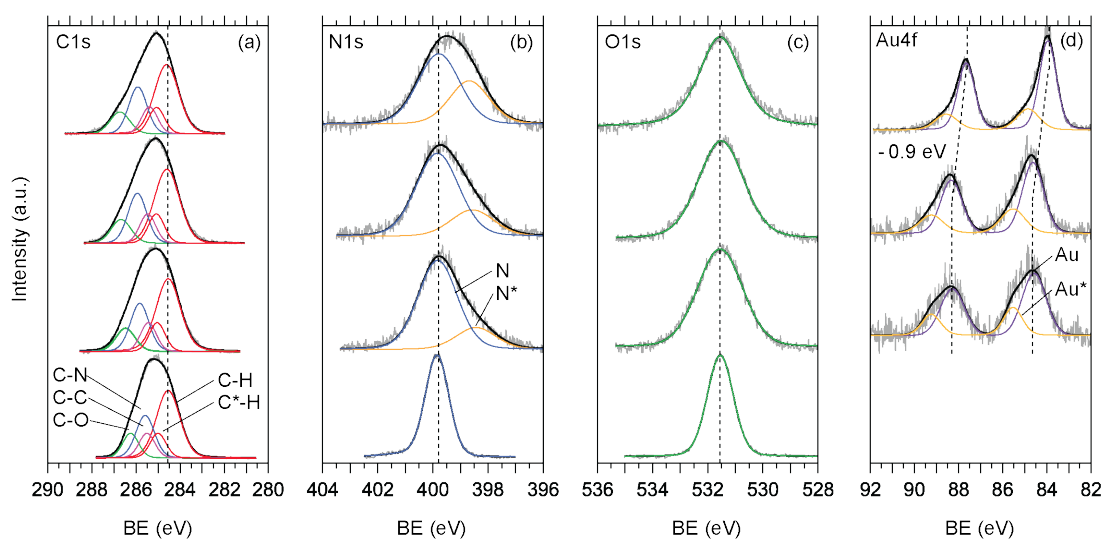 C1s
(a)
N1s
(b)
O1s
(c)
Au4f
(d)
- 0.9 eV
Intensity (a.u.)
N
N*
Au
Au*
C-N
C-C
C-O
C-H
C*-H
290 288 286 284 282 280
404 402 400 398 396
536 534 532 530 528
92 90 88 86 84 82
BE (eV)
BE (eV)
BE (eV)
BE (eV)